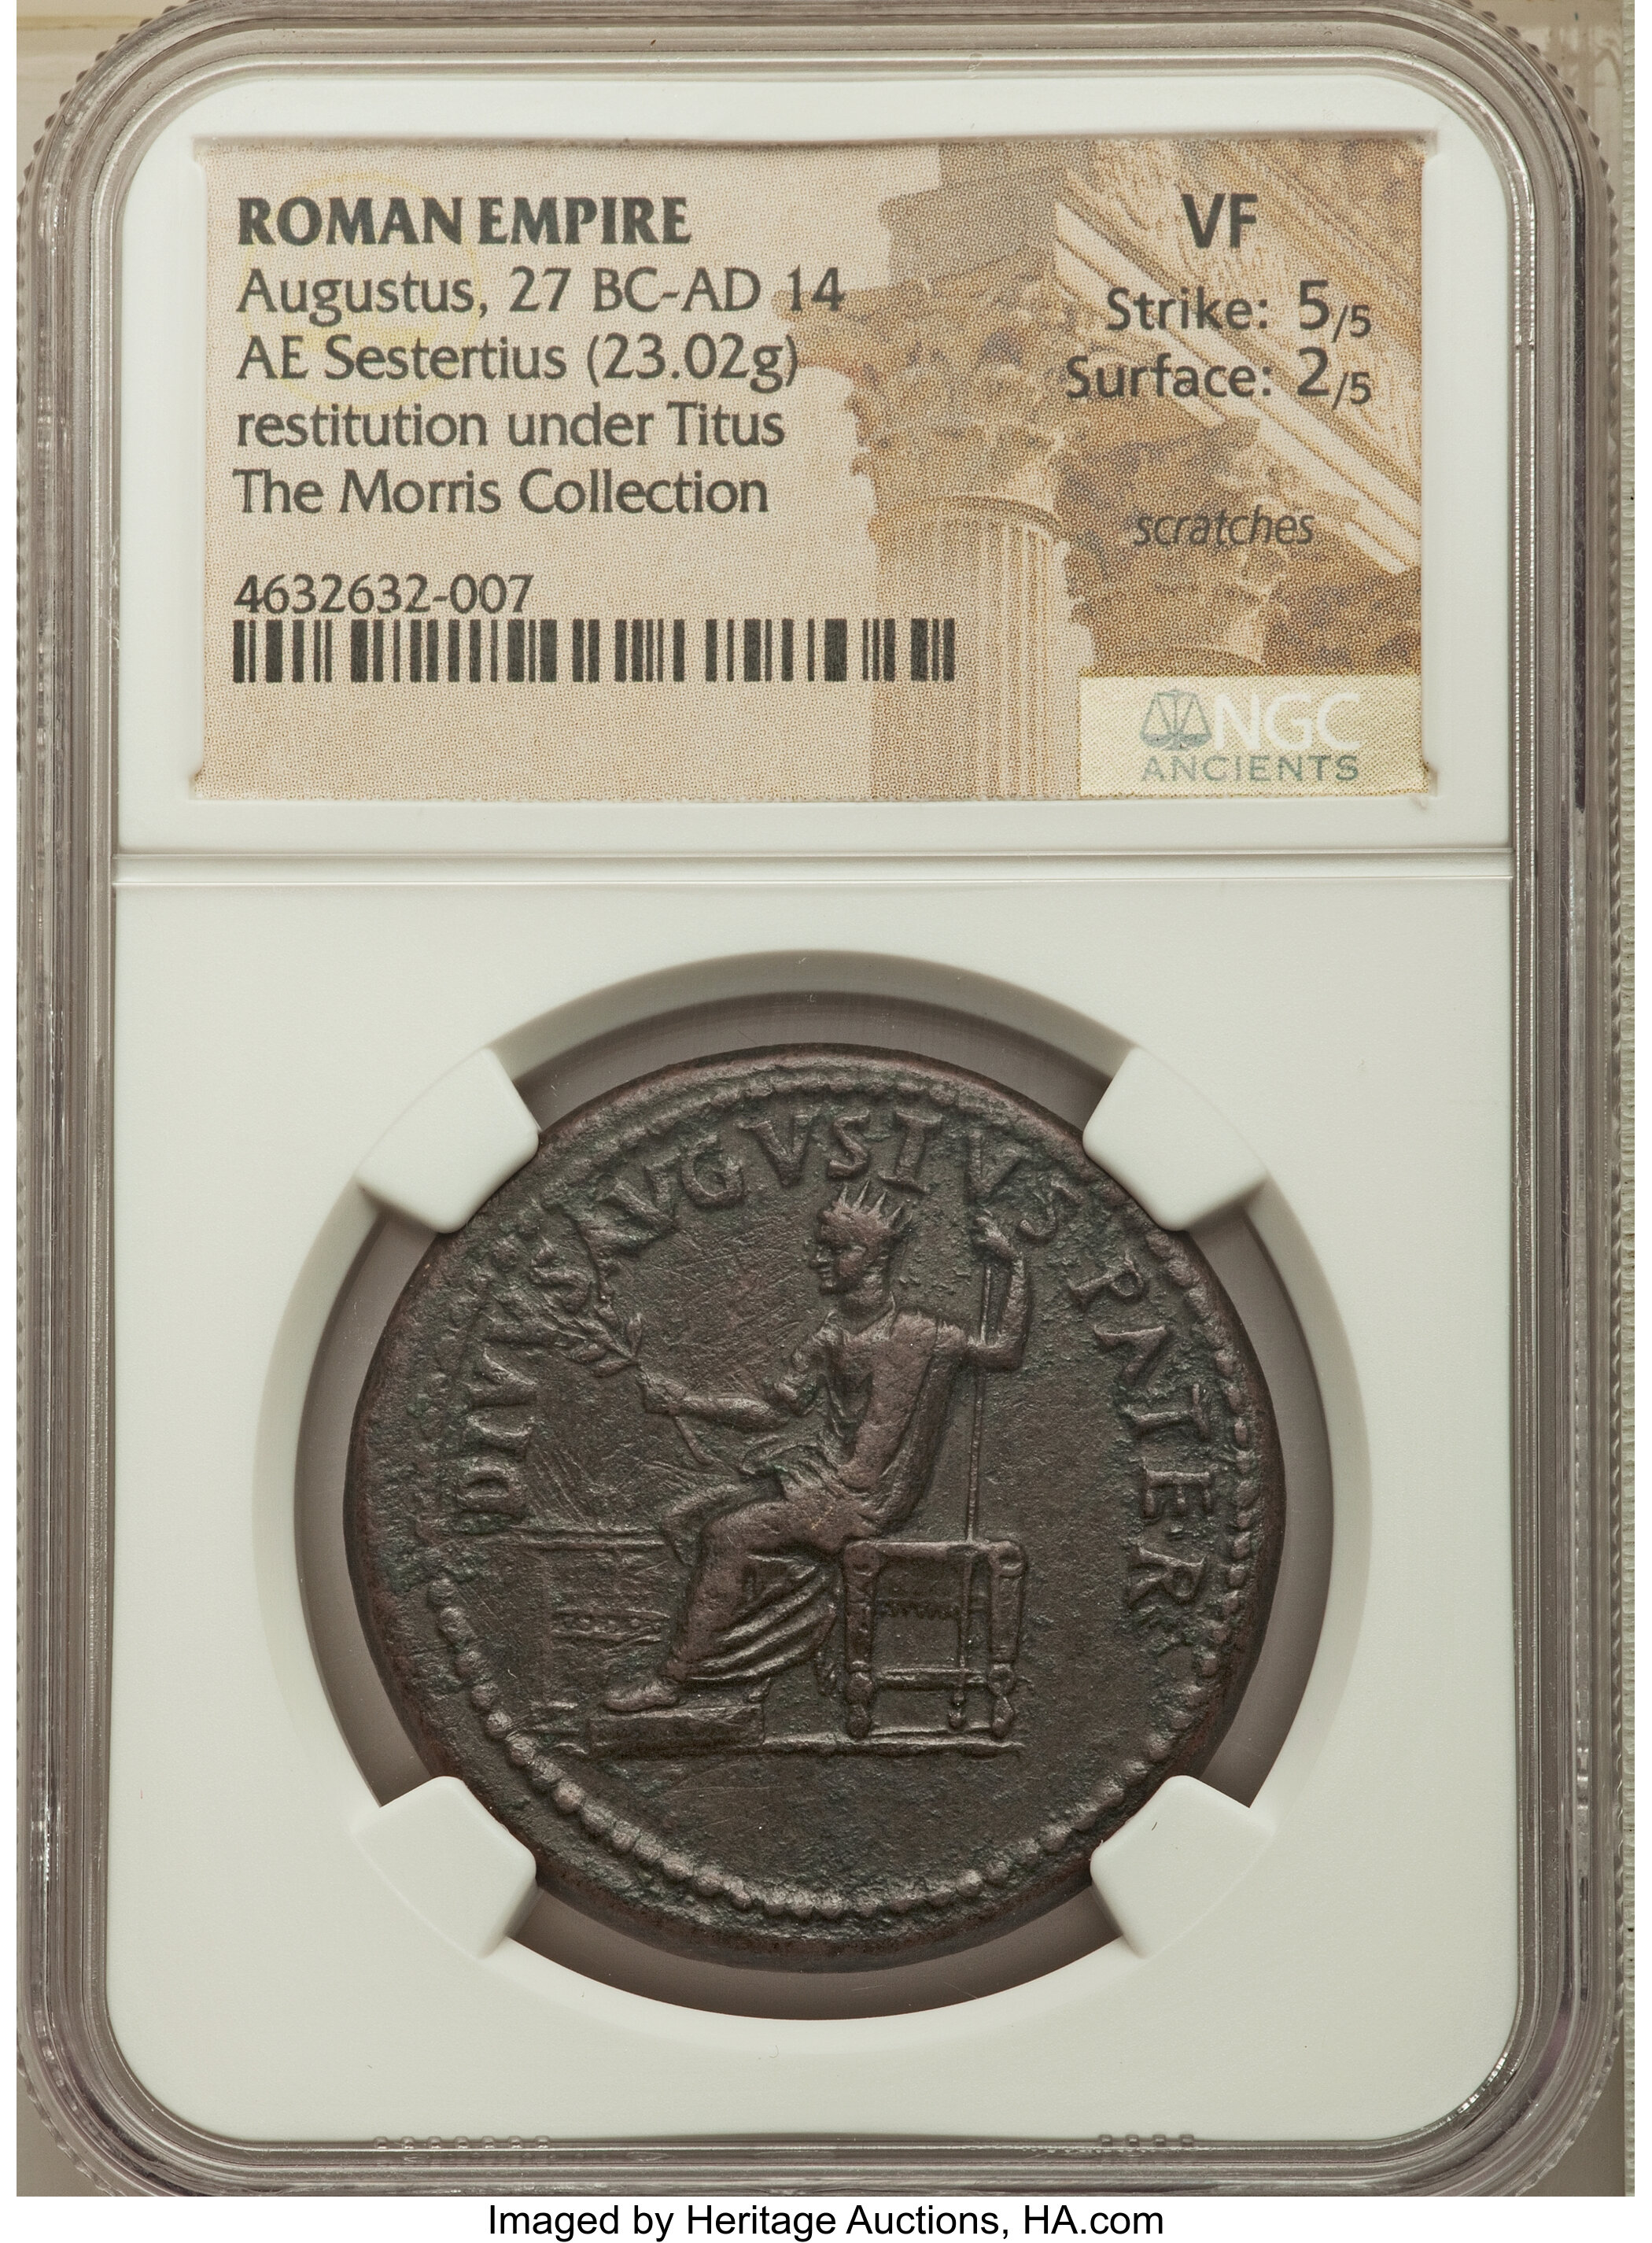 ROMAN EMPIRE
Augustus, 27 BC-AD 14
AE Sestertius (23.02g)
restitution under Titus
The Morris Collection
4632632-007
VF
Strike: 5/5
Surface: 2/5
scratches
NGC
ANCIENTS
DIVVS AVGVSTVS PATER
Imaged by Heritage Auctions, HA.com